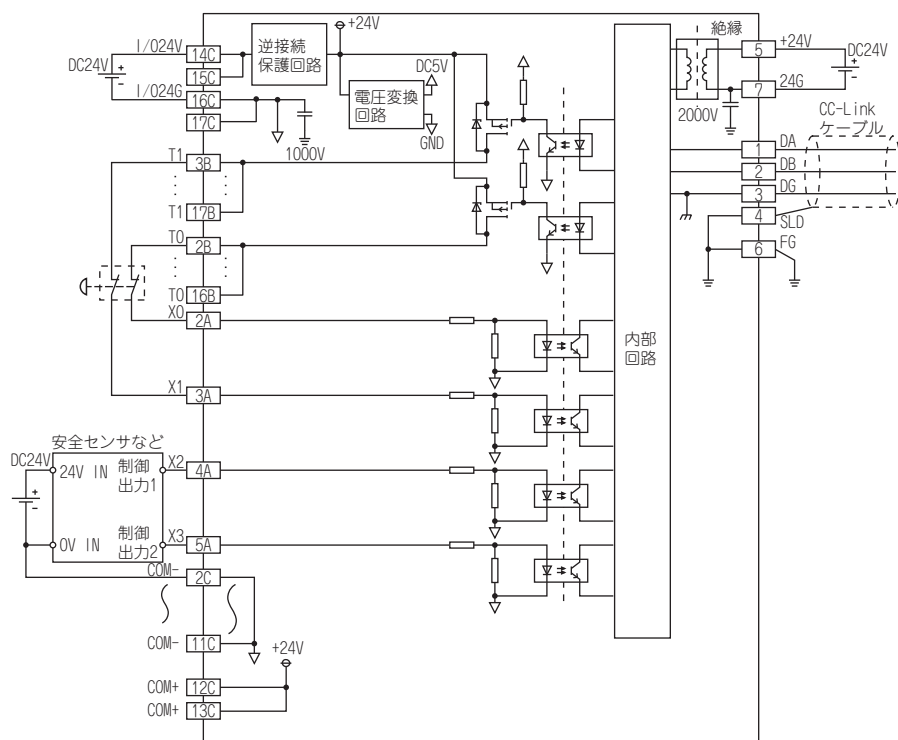 +24V
I/O24V
14C
DC24V
+
-
15C
I/O24G
16C
17C
逆接続
保護回路
DC5V
電圧変換
回路
GND
1000V
T1
3B
T1
17B
T0
2B
T0
16B
X0
2A
X1
3A
安全センサなど
DC24V
+
-
24V IN
制御
出力1
X2
4A
0V IN
制御
出力2
X3
5A
COM-
2C
COM-
11C
+24V
COM+
12C
COM+
13C
内部
回路
絶縁
5
+24V
DC24V
+
-
7
24G
2000V
CC-Link
ケーブル
1
DA
2
DB
3
DG
4
SLD
6
FG